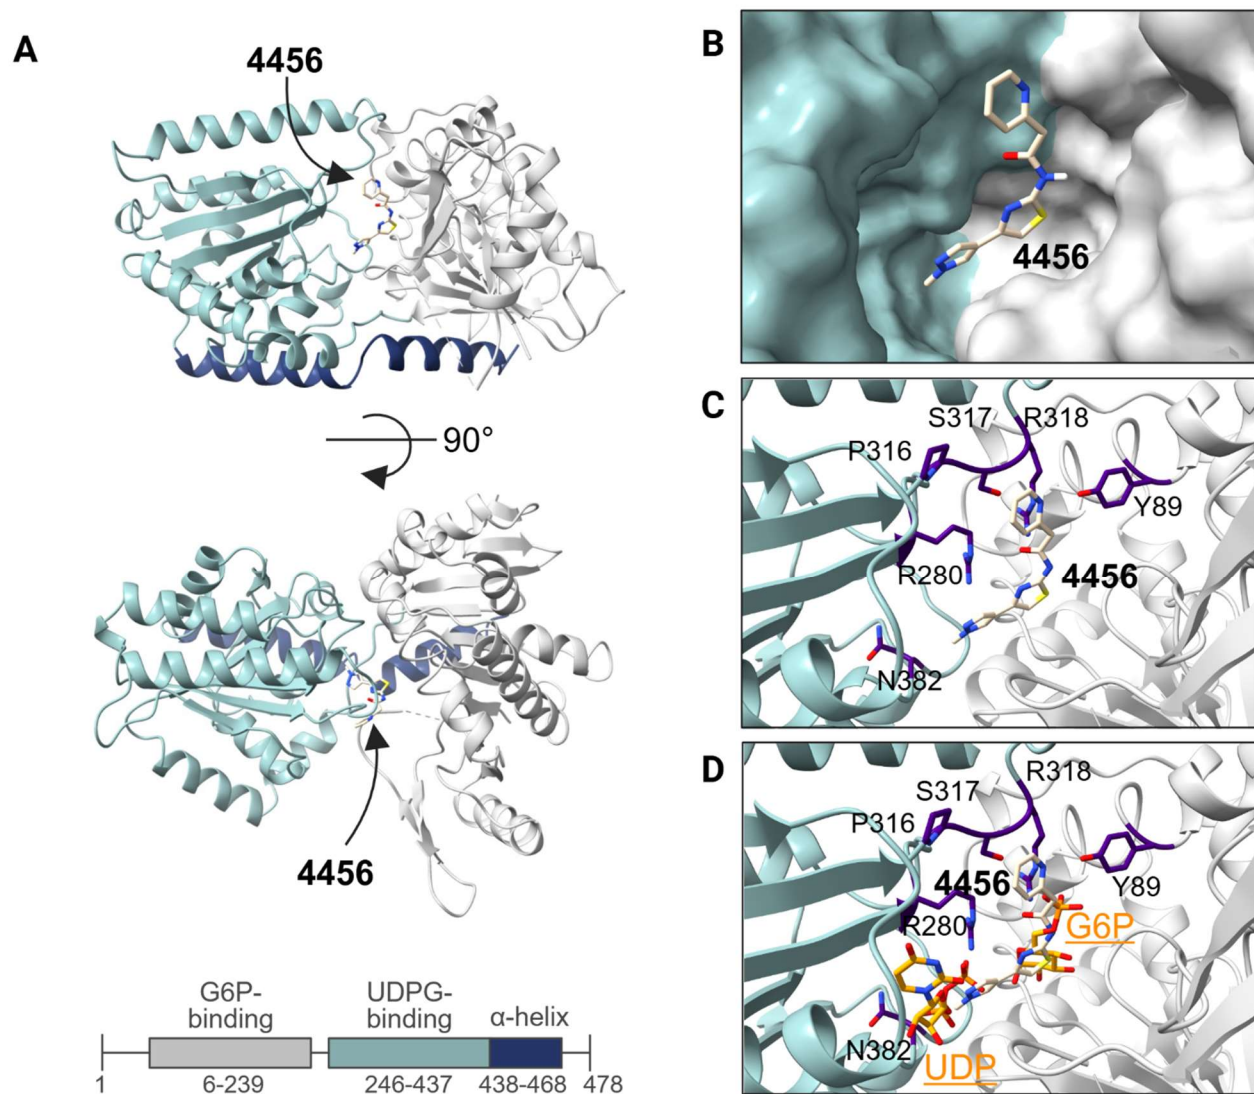 A
4456
90°
4456
G6P-
binding
UDPG-
binding
α-helix
1
6-239
246-437
438-468
478
B
4456
C
S317
R318
P316
Y89
R280
4456
N382
D
R318
S317
P316
4456
Y89
R280
G6P
N382
UDP